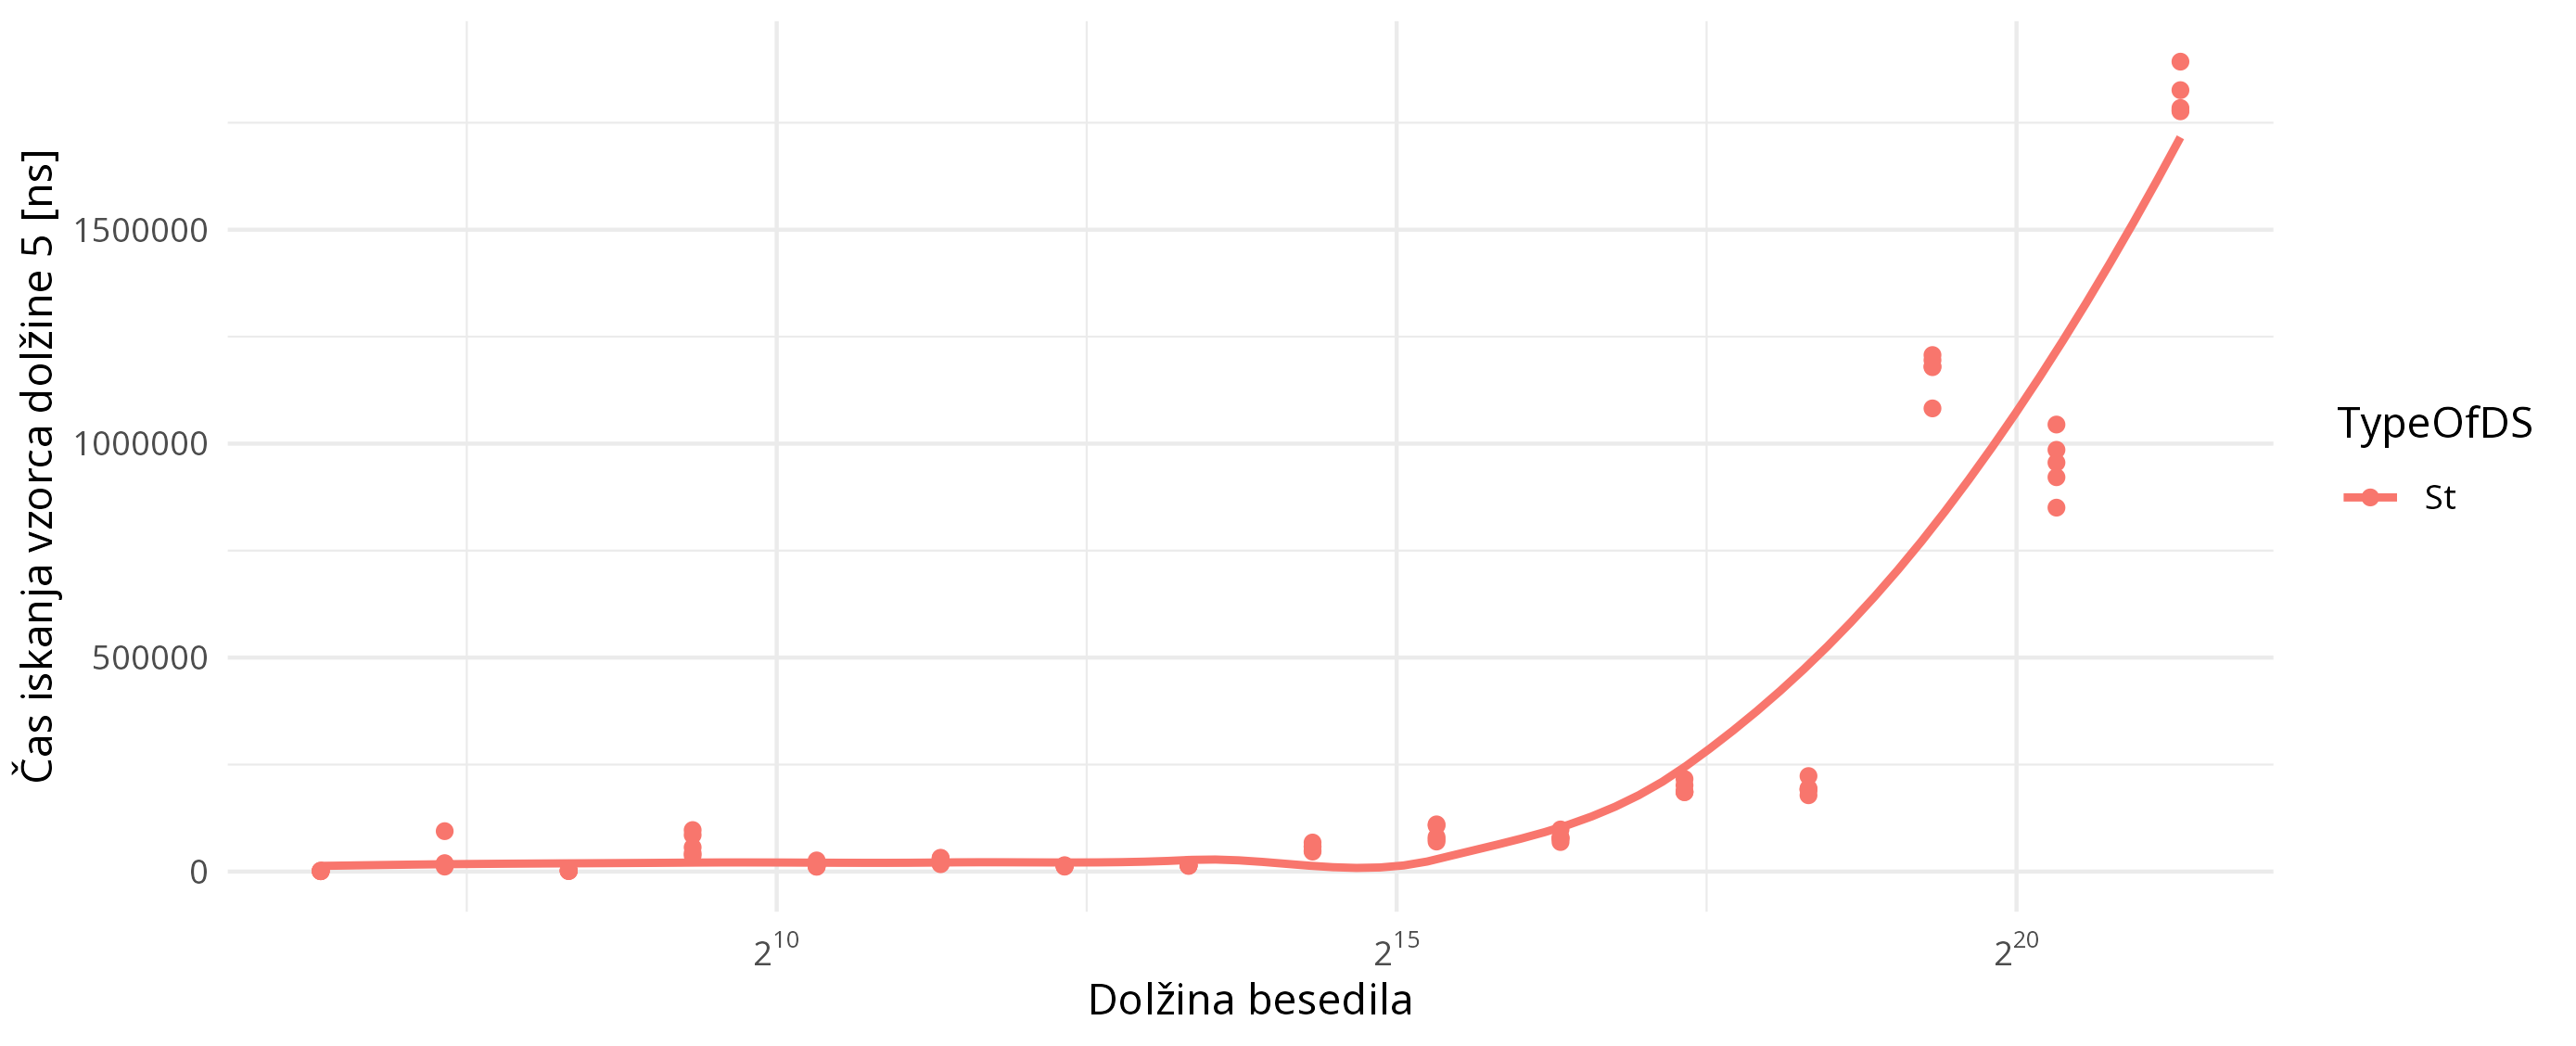 Čas iskanja vzorca dolžine 5 [ns]
1500000
1000000
500000
0
2^10
2^15
2^20
Dolžina besedila
TypeOfDS
St